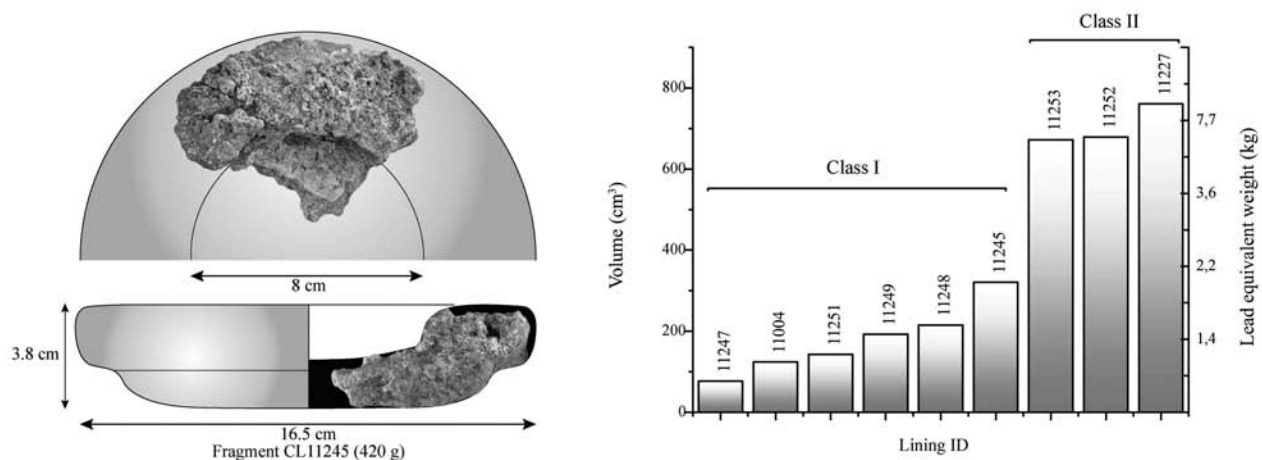 8 cm
3.8 cm
16.5 cm
Fragment CL11245 (420 g)
Class I
Class II
Volume (cm³)
800
600
400
200
0
11247
11004
11251
11249
11248
11245
11253
11252
11227
7,7
3,6
2,2
1,4
Lead equivalent weight (kg)
Lining ID